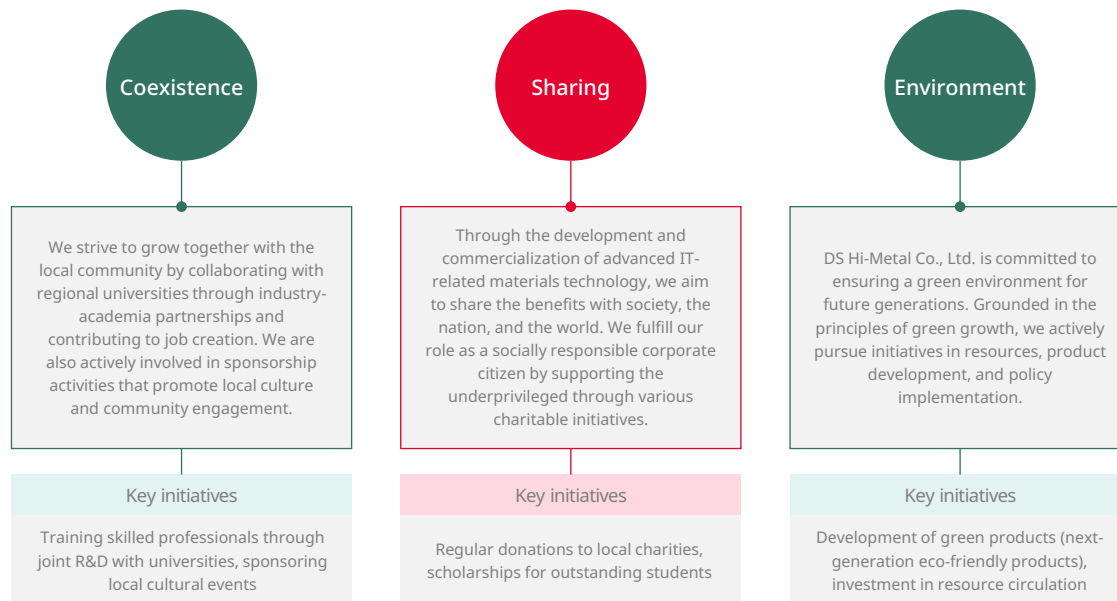 Coexistence
We strive to grow together with the
local community by collaborating with
regional universities through industry-
academia partnerships and
contributing to job creation. We are
also actively involved in sponsorship
activities that promote local culture
and community engagement.
Key initiatives
Training skilled professionals through
joint R&D with universities, sponsoring
local cultural events
Sharing
Through the development and
commercialization of advanced IT-
related materials technology, we aim
to share the benefits with society, the
nation, and the world. We fulfill our
role as a socially responsible corporate
citizen by supporting the
underprivileged through various
charitable initiatives.
Key initiatives
Regular donations to local charities,
scholarships for outstanding students
Environment
DS Hi-Metal Co., Ltd. is committed to
ensuring a green environment for
future generations. Grounded in the
principles of green growth, we actively
pursue initiatives in resources, product
development, and policy
implementation.
Key initiatives
Development of green products (next-
generation eco-friendly products),
investment in resource circulation